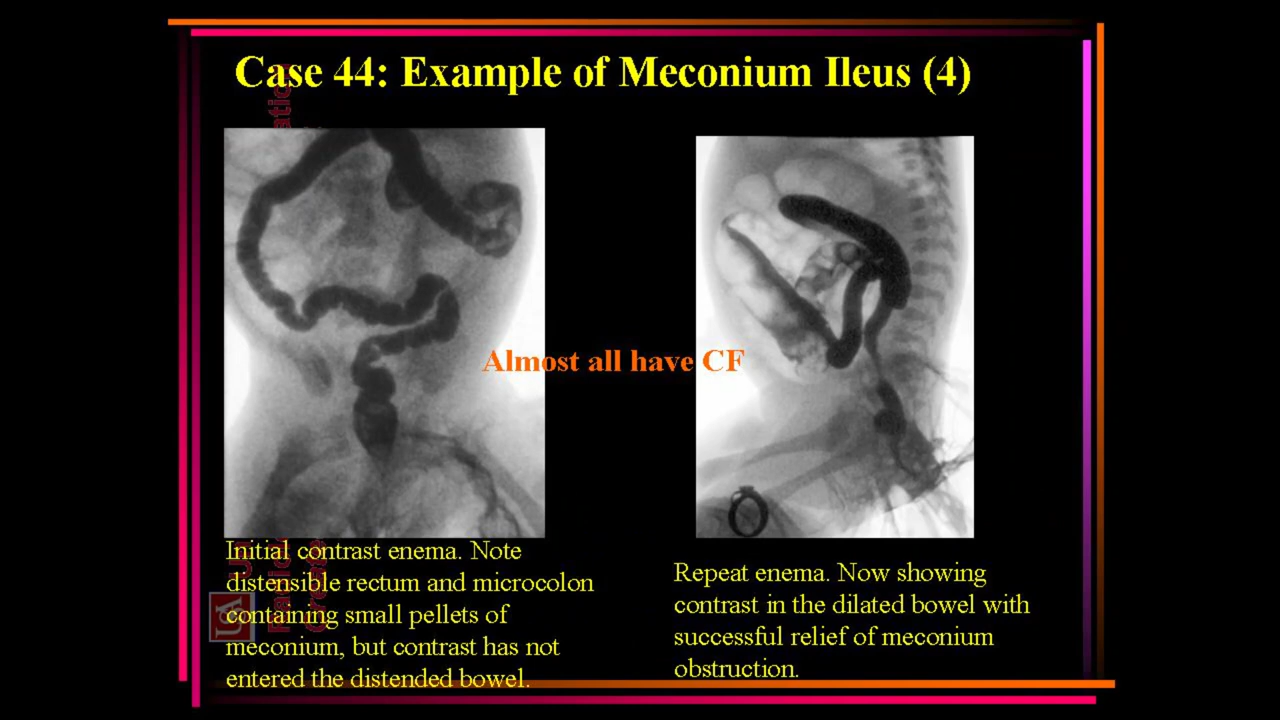 Case 44: Example of Meconium Ileus (4)
Almost all have CF
Initial contrast enema. Note
distensible rectum and microcolon
containing small pellets of
meconium, but contrast has not
entered the distended bowel.
Repeat enema. Now showing
contrast in the dilated bowel with
successful relief of meconium
obstruction.